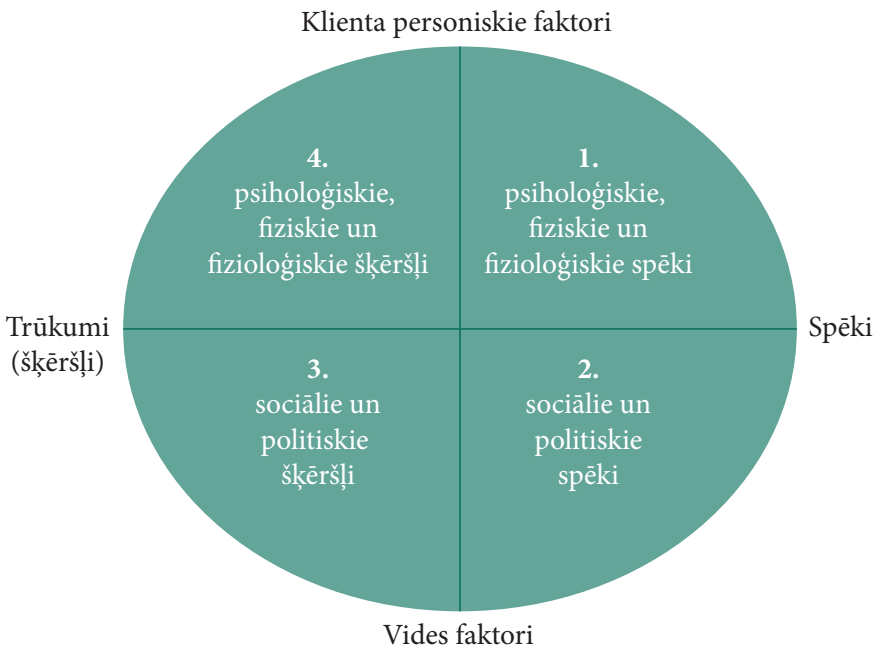 Klienta personiskie faktori
4.
psiholoģiskie,
fiziskie un
fizioloģiskie šķēršļi
1.
psiholoģiskie,
fiziskie un
fizioloģiskie spēki
Trūkumi
(šķēršļi)
Spēki
3.
sociālie un
politiskie
šķēršļi
2.
sociālie un
politiskie
spēki
Vides faktori